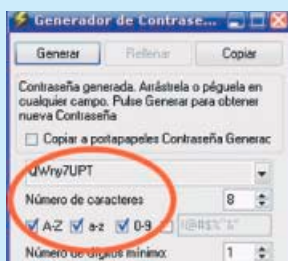 Generador de Contrase...
Generar Rellenar Copiar
Contraseña generada. Arrástrela o péguela en
cualquier campo. Pulse Generar para obtener
nueva Contraseña
Copiar a portapapeles Contraseña Generac
Número de caracteres 8
A-Z a-z 0-9
Número de dígitos mínimo: 1